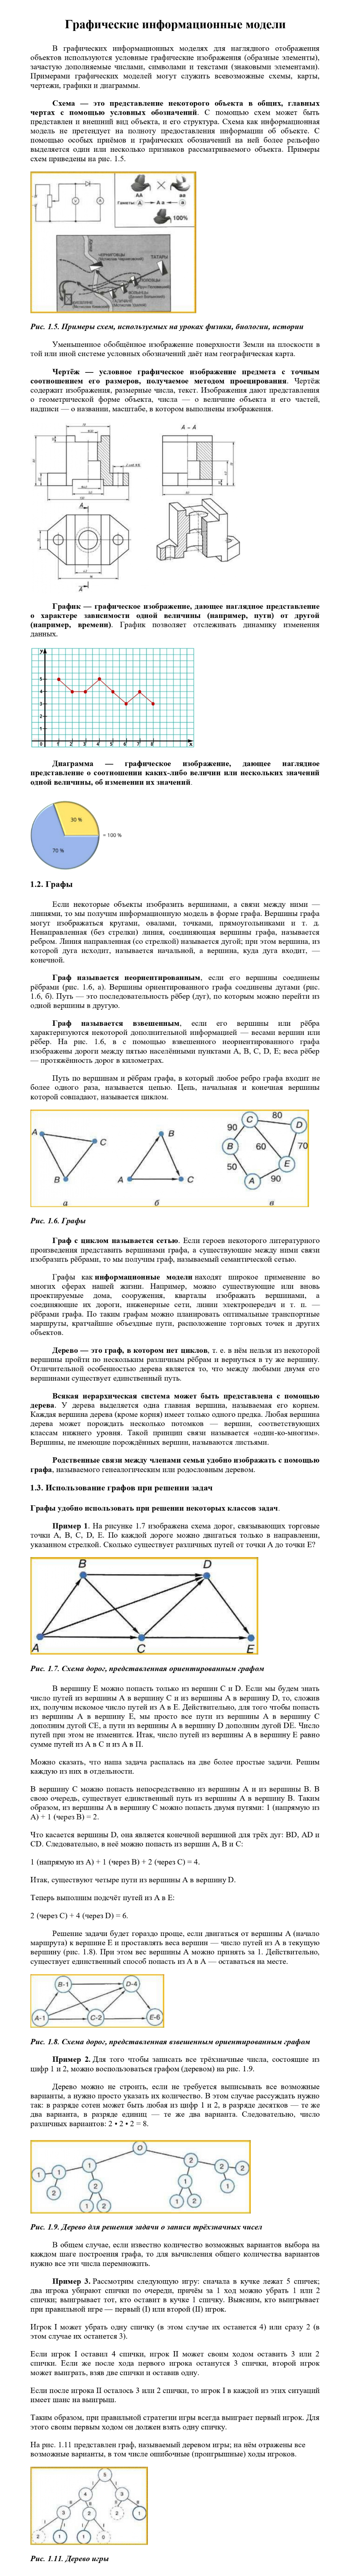 Графические информационные модели
В графических информационных моделях для наглядного отображения
объектов используются условные графические изображения (образные элементы),
зачастую дополняемые числами, символами и текстами (знаковыми элементами).
Примерами графических моделей могут служить всевозможные схемы, карты,
чертежи, графики и диаграммы.
Схема — это представление некоторого объекта в общих, главных
чертах с помощью условных обозначений. С помощью схем может быть
представлен и внешний вид объекта, и его структура. Схема как информационная
модель не претендует на полноту предоставления информации об объекте. С
помощью особых приёмов и графических обозначений на ней более рельефно
выделяется один или несколько признаков рассматриваемого объекта. Примеры
схем приведены на рис. 1.5.
АА
аа
Гаметы: А А а а
100%
ТАТАРЫ
Рис. 1.5. Примеры схем, используемых на уроках физики, биологии, истории
Уменьшенное обобщённое изображение поверхности Земли на плоскости в
той или иной системе условных обозначений даёт нам географическая карта.
Чертёж — условное графическое изображение предмета с точным
соотношением его размеров, получаемое методом проецирования. Чертёж
содержит изображения, размерные числа, текст. Изображения дают представления
о геометрической форме объекта, числа — о величине объекта и его частей,
надписи — о названии, масштабе, в котором выполнены изображения.
А – А
А
А
График — графическое изображение, дающее наглядное представление
о характере зависимости одной величины (например, пути) от другой
(например, времени). График позволяет отслеживать динамику изменения
данных.
y
5
4
3
2
1
0 1 2 3 4 5 6 7 8 x
Диаграмма — графическое изображение, дающее наглядное
представление о соотношении каких-либо величин или нескольких значений
одной величины, об изменении их значений.
30 %
= 100 %
70 %
1.2. Графы
Если некоторые объекты изобразить вершинами, а связи между ними —
линиями, то мы получим информационную модель в форме графа. Вершины графа
могут изображаться кругами, овалами, точками, прямоугольниками и т. д.
Ненаправленная (без стрелки) линия, соединяющая вершины графа, называется
ребром. Линия направленная (со стрелкой) называется дугой; при этом вершина, из
которой дуга исходит, называется начальной, а вершина, куда дуга входит, —
конечной.
Граф называется неориентированным, если его вершины соединены
рёбрами (рис. 1.6, а). Вершины ориентированного графа соединены дугами (рис.
1.6, б). Путь — это последовательность рёбер (дуг), по которым можно перейти из
одной вершины в другую.
Граф называется взвешенным, если его вершины или рёбра
характеризуются некоторой дополнительной информацией — весами вершин или
рёбер. На рис. 1.6, в с помощью взвешенного неориентированного графа
изображены дороги между пятью населёнными пунктами А, В, С, D, Е; веса рёбер
— протяжённость дорог в километрах.
Путь по вершинам и рёбрам графа, в который любое ребро графа входит не
более одного раза, называется цепью. Цепь, начальная и конечная вершины
которой совпадают, называется циклом.
A
C
B
а
B
A
C
б
C
80
D
90
B
60
70
50
E
A
90
в
Рис. 1.6. Графы
Граф с циклом называется сетью. Если героев некоторого литературного
произведения представить вершинами графа, а существующие между ними связи
изобразить рёбрами, то мы получим граф, называемый семантической сетью.
Графы как информационные модели находят широкое применение во
многих сферах нашей жизни. Например, можно существующие или вновь
проектируемые дома, сооружения, кварталы изображать вершинами, а
соединяющие их дороги, инженерные сети, линии электропередач и т. п. —
рёбрами графа. По таким графам можно планировать оптимальные транспортные
маршруты, кратчайшие объездные пути, расположение торговых точек и других
объектов.
Дерево — это граф, в котором нет циклов, т. е. в нём нельзя из некоторой
вершины пройти по нескольким различным рёбрам и вернуться в ту же вершину.
Отличительной особенностью дерева является то, что между любыми двумя его
вершинами существует единственный путь.
Всякая иерархическая система может быть представлена с помощью
дерева. У дерева выделяется одна главная вершина, называемая его корнем.
Каждая вершина дерева (кроме корня) имеет только одного предка. Любая вершина
дерева может порождать несколько потомков — вершин, соответствующих
классам нижнего уровня. Такой принцип связи называется «один-ко-многим».
Вершины, не имеющие порождённых вершин, называются листьями.
Родственные связи между членами семьи удобно изображать с помощью
графа, называемого генеалогическим или родословным деревом.
1.3. Использование графов при решении задач
Графы удобно использовать при решении некоторых классов задач.
Пример 1. На рисунке 1.7 изображена схема дорог, связывающих торговые
точки А, В, С, D, Е. По каждой дороге можно двигаться только в направлении,
указанном стрелкой. Сколько существует различных путей от точки А до точки Е?
B
D
A
C
E
Рис. 1.7. Схема дорог, представленная ориентированным графом
В вершину Е можно попасть только из вершин С и D. Если мы будем знать
число путей из вершины А в вершину С и из вершины А в вершину D, то, сложив
их, получим искомое число путей из А в Е. Действительно, для того чтобы попасть
из вершины А в вершину Е, мы просто все пути из вершины А в вершину С
дополним дугой СЕ, а пути из вершины А в вершину D дополним дугой DE. Число
путей при этом не изменится. Итак, число путей из вершины А в вершину Е равно
сумме путей из А в С и из А в П.
Можно сказать, что наша задача распалась на две более простые задачи. Решим
каждую из них в отдельности.
В вершину С можно попасть непосредственно из вершины А и из вершины В. В
свою очередь, существует единственный путь из вершины А в вершину В. Таким
образом, из вершины А в вершину С можно попасть двумя путями: 1 (напрямую из
А) + 1 (через В) = 2.
Что касается вершины D, она является конечной вершиной для трёх дуг: BD, AD и
CD. Следовательно, в неё можно попасть из вершин А, В и С:
1 (напрямую из А) + 1 (через В) + 2 (через С) = 4.
Итак, существуют четыре пути из вершины А в вершину D.
Теперь выполним подсчёт путей из А в Е:
2 (через С) + 4 (через D) = 6.
Решение задачи будет гораздо проще, если двигаться от вершины А (начало
маршрута) к вершине Е и проставлять веса вершин — число путей из А в текущую
вершину (рис. 1.8). При этом вес вершины А можно принять за 1. Действительно,
существует единственный способ попасть из А в А — оставаться на месте.
B-1
D-4
A-1
C-2
E-6
Рис. 1.8. Схема дорог, представленная взвешенным ориентированным графом
Пример 2. Для того чтобы записать все трёхзначные числа, состоящие из
цифр 1 и 2, можно воспользоваться графом (деревом) на рис. 1.9.
Дерево можно не строить, если не требуется выписывать все возможные
варианты, а нужно просто указать их количество. В этом случае рассуждать нужно
так: в разряде сотен может быть любая из цифр 1 и 2, в разряде десятков — те же
два варианта, в разряде единиц — те же два варианта. Следовательно, число
различных вариантов: 2 • 2 • 2 = 8.
0
1 2
1 1 2 1 2 2
2 1 2 1
1 2 1 2
Рис. 1.9. Дерево для решения задачи о записи трёхзначных чисел
В общем случае, если известно количество возможных вариантов выбора на
каждом шаге построения графа, то для вычисления общего количества вариантов
нужно все эти числа перемножить.
Пример 3. Рассмотрим следующую игру: сначала в кучке лежат 5 спичек;
два игрока убирают спички по очереди, причём за 1 ход можно убрать 1 или 2
спички; выигрывает тот, кто оставит в кучке 1 спичку. Выясним, кто выигрывает
при правильной игре — первый (I) или второй (II) игрок.
Игрок I может убрать одну спичку (в этом случае их останется 4) или сразу 2 (в
этом случае их останется 3).
Если игрок I оставил 4 спички, игрок II может своим ходом оставить 3 или 2
спички. Если же после хода первого игрока останутся 3 спички, второй игрок
может выиграть, взяв две спички и оставив одну.
Если после игрока II осталось 3 или 2 спички, то игрок I в каждой из этих ситуаций
имеет шанс на выигрыш.
Таким образом, при правильной стратегии игры всегда выиграет первый игрок. Для
этого своим первым ходом он должен взять одну спичку.
На рис. 1.11 представлен граф, называемый деревом игры; на нём отражены все
возможные варианты, в том числе ошибочные (проигрышные) ходы игроков.
5
4 3
3 2 2 1
2 1 1 0
Рис. 1.11. Дерево игры